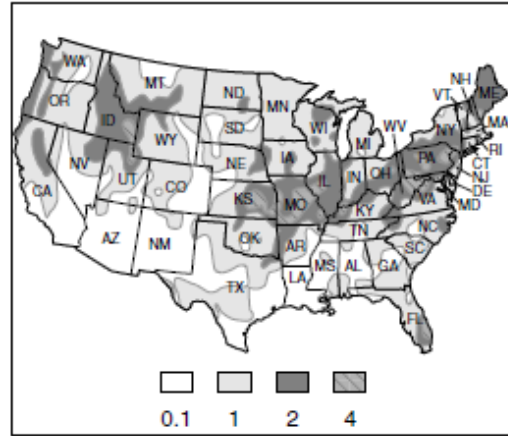 WA MT ND MN NH VT ME
OR ID WY SD WI MI WV NY MA
NV UT CO NE IA IL IN OH PA RI
CA KS MO KY VA CT
NJ
DE
MD
AZ NM OK AR TN NC
SC
TX LA MS AL GA
FL
0.1 1 2 4